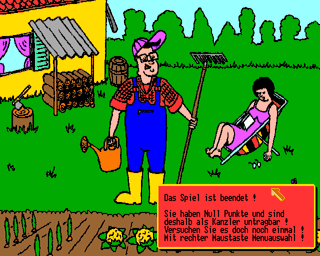 Das Spiel ist beendet !
Sie haben Null Punkte und sind
deshalb als Kanzler untragbar !
Versuchen Sie es doch noch einmal !
Mit rechter Maustaste Menuauswahl !